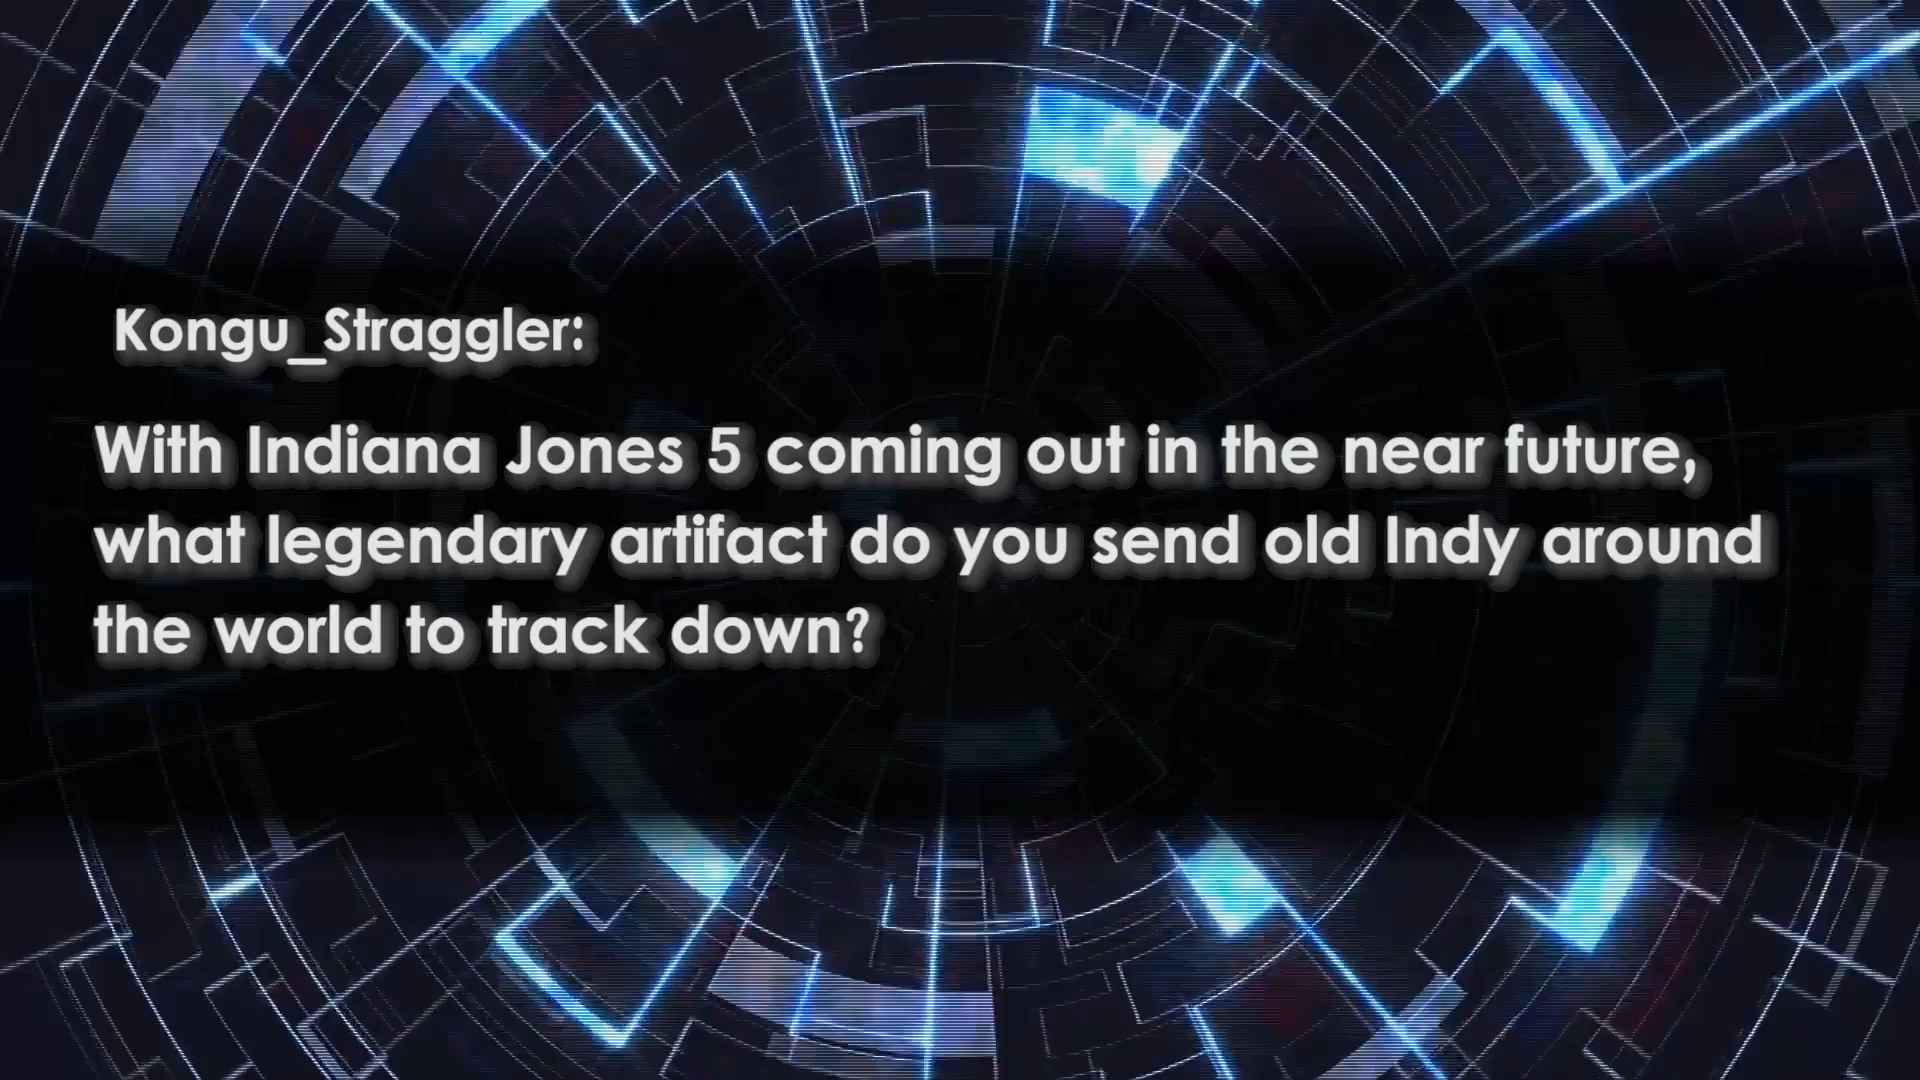 Kongu_Straggler:
With Indiana Jones 5 coming out in the near future,
what legendary artifact do you send old Indy around
the world to track down?